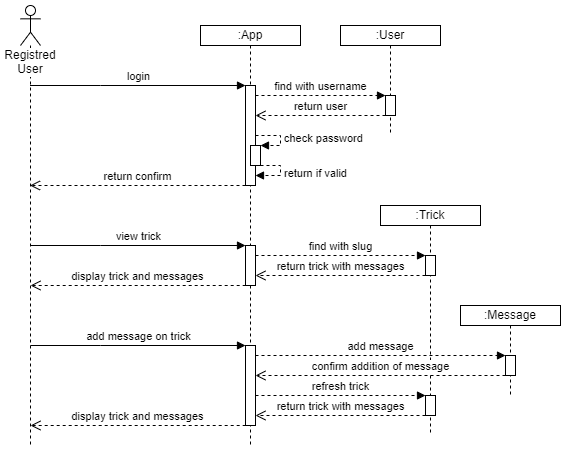 :App
:User
Registred
User
login
find with username
return user
check password
return if valid
return confirm
:Trick
view trick
find with slug
return trick with messages
display trick and messages
:Message
add message on trick
add message
confirm addition of message
refresh trick
return trick with messages
display trick and messages